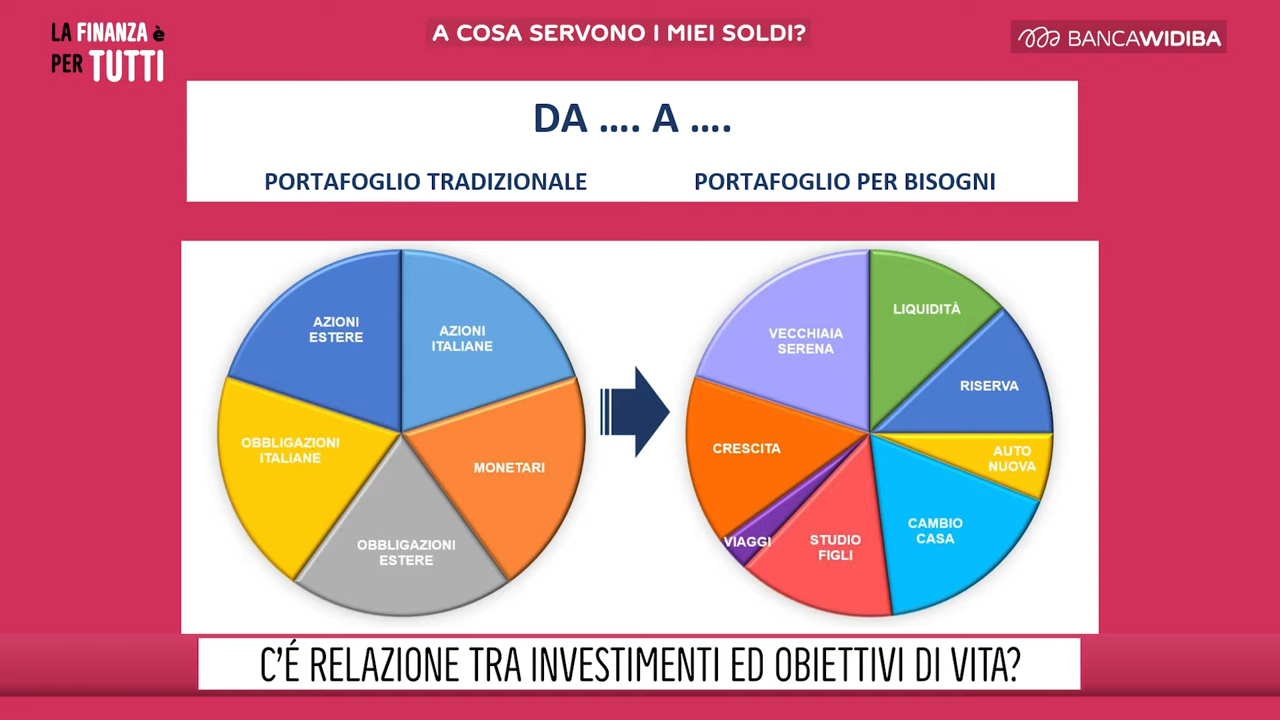 LA FINANZA è
PER TUTTI
A COSA SERVONO I MIEI SOLDI?
BANCAWIDIBA
DA .... A ....
PORTAFOGLIO TRADIZIONALE
PORTAFOGLIO PER BISOGNI
AZIONI
ESTERE
AZIONI
ITALIANE
OBBLIGAZIONI
ITALIANE
MONETARI
OBBLIGAZIONI
ESTERE
VECCHIAIA
SERENA
LIQUIDITÀ
RISERVA
CRESCITA
AUTO
NUOVA
VIAGGI
STUDIO
FIGLI
CAMBIO
CASA
C'É RELAZIONE TRA INVESTIMENTI ED OBIETTIVI DI VITA?